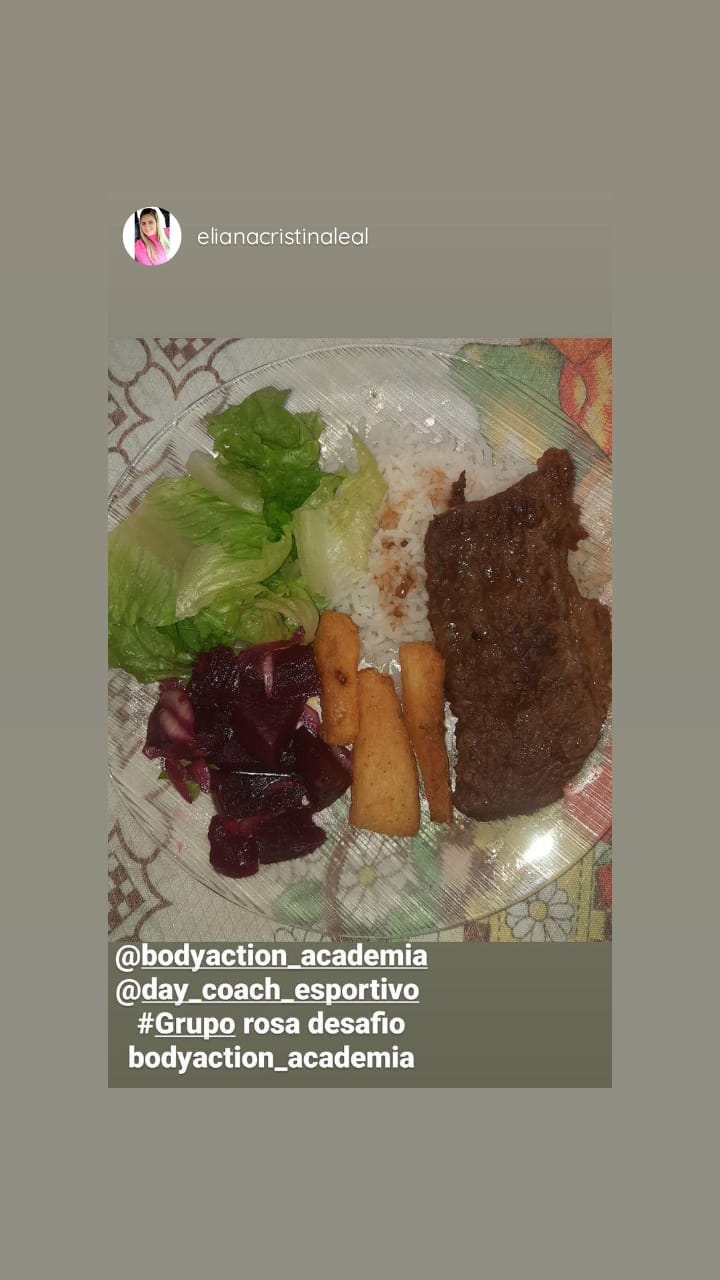 elianacristinaleal
@bodyaction_academia
@day_coach_esportivo
#Grupo rosa desafio
bodyaction_academia